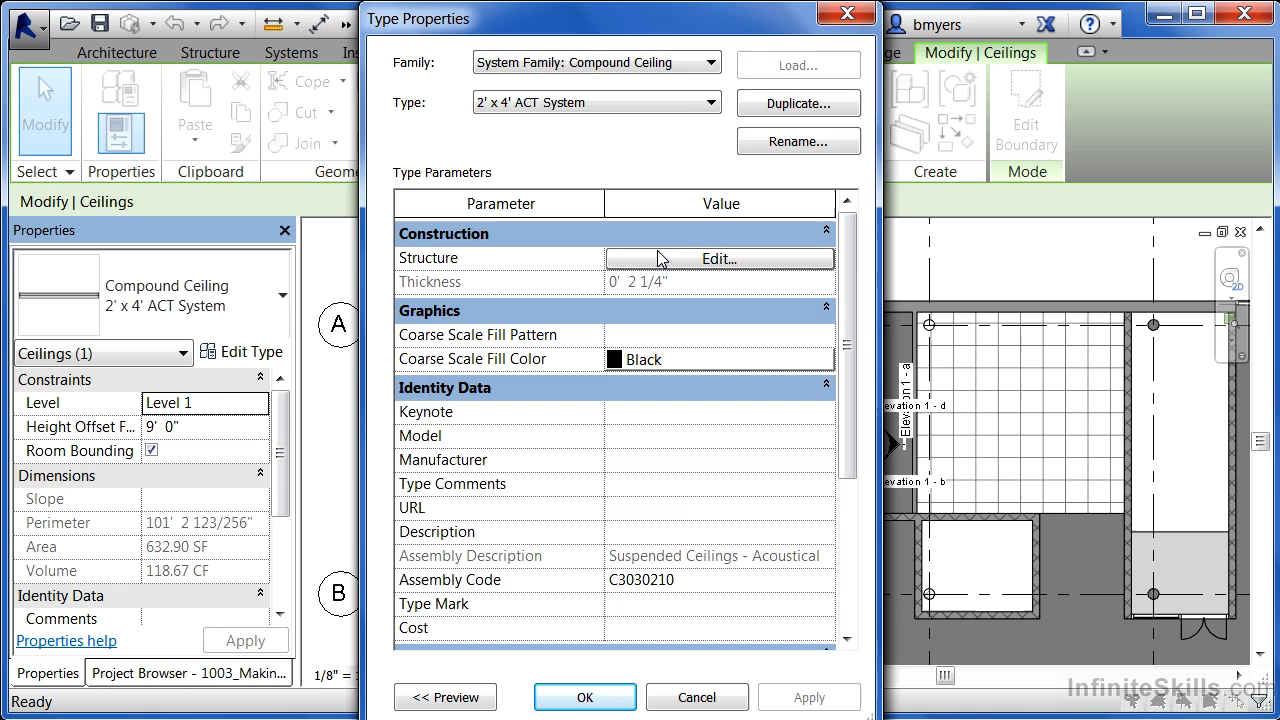 Type Properties
bmyers
Architecture Structure Systems
Modify | Ceilings
Modify
Paste
Cope
Cut
Join
Edit Boundary
Select Properties Clipboard
Create Mode
Modify | Ceilings
Properties
Compound Ceiling
2' x 4' ACT System
Ceilings (1) Edit Type
Constraints
Level Level 1
Height Offset F... 9' 0"
Room Bounding
Dimensions
Slope
Perimeter 101' 2 123/256"
Area 632.90 SF
Volume 118.67 CF
Identity Data
Comments
Properties help Apply
Properties Project Browser - 1003_Makin...
Ready
A
B
1/8" =
Family: System Family: Compound Ceiling Load...
Type: 2' x 4' ACT System Duplicate...
Rename...
Type Parameters
Parameter Value
Construction
Structure Edit...
Thickness 0' 2 1/4"
Graphics
Coarse Scale Fill Pattern
Coarse Scale Fill Color Black
Identity Data
Keynote
Model
Manufacturer
Type Comments
URL
Description
Assembly Description Suspended Ceilings - Acoustical
Assembly Code C3030210
Type Mark
Cost
<< Preview OK Cancel Apply
2D
Elevation 1 - a
evation 1 - d
evation 1 - b
InfiniteSkills.com